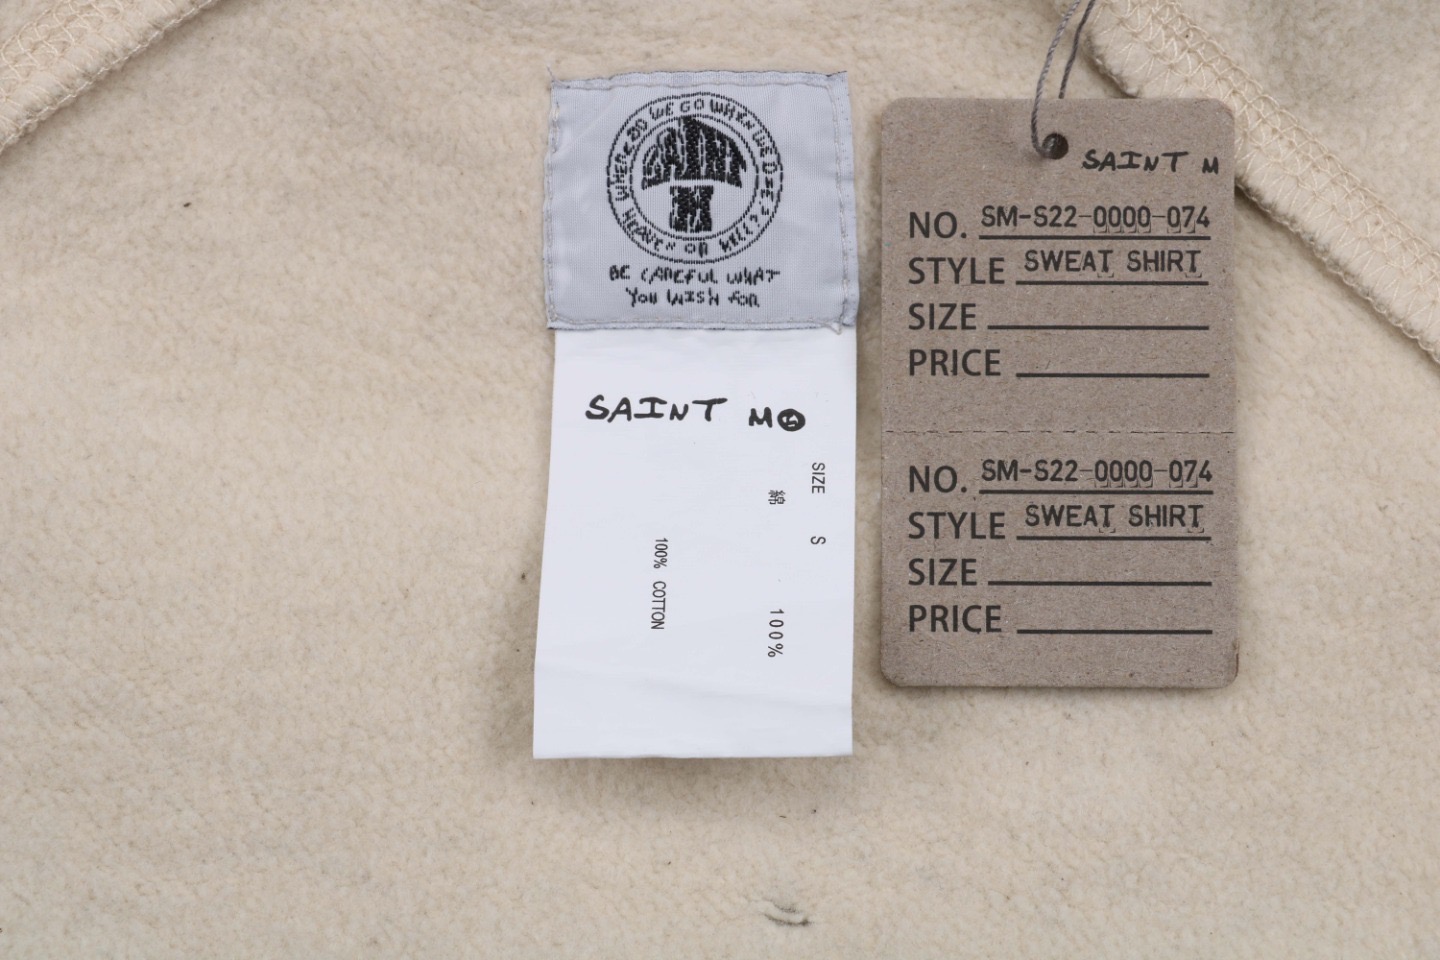 WHERE DO WE GO WHEN WE DIE?
SAINT
M
HEAVEN OR HELL?
BE CAREFUL WHAT
YOU WISH FOR
SAINT M
SIZE S
綿 100%
100% COTTON
SAINT M
NO. SM-S22-0000-074
STYLE SWEAT SHIRT
SIZE
PRICE
NO. SM-S22-0000-074
STYLE SWEAT SHIRT
SIZE
PRICE